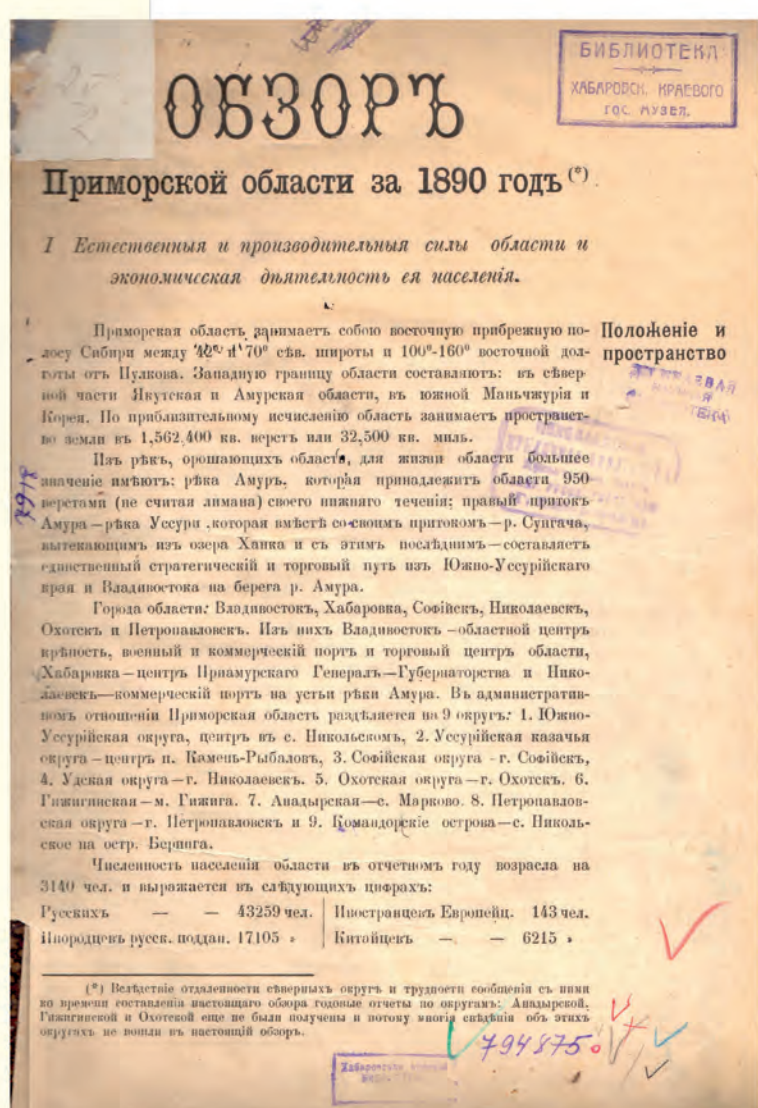 БИБЛИОТЕКА
ХАБАРОВСК. КРАЕВОГО
ГОС. МУЗЕЯ.
ОБЗОРЪ
Приморской области за 1890 годъ (*)
I Естественныя и производительныя силы области и
экономическая дѣятельность ея населенія.
Положеніе и
пространство
Приморская область занимаетъ собою восточную прибрежную по-
лосу Сибири между 42° и 70° сѣв. широты и 100°-160° восточной дол-
готы отъ Пулкова. Западную границу области составляютъ: въ сѣвер-
ной части Якутская и Амурская области, въ южной Маньчжурія и
Корея. По приблизительному исчисленію область занимаетъ пространст-
во земли въ 1,562,400 кв. верстъ или 32,500 кв. миль.
Изъ рѣкъ, орошающихъ область, для жизни области большее
значеніе имѣютъ: рѣка Амуръ, которая принадлежитъ области 950
верстами (не считая лимана) своего нижняго теченія; правый притокъ
Амура—рѣка Уссури ,которая вмѣстѣ со своимъ притокомъ—р. Сунгача,
вытекающимъ изъ озера Ханка и съ этимъ послѣднимъ—составляетъ
единственный стратегическій и торговый путь изъ Южно-Уссурійскаго
края и Владивостока на берега р. Амура.
Города области: Владивостокъ, Хабаровка, Софійскъ, Николаевскъ,
Охотскъ и Петропавловскъ. Изъ нихъ Владивостокъ —областной центръ
крѣпость, военный и коммерческій портъ и торговый центръ области,
Хабаровка—центръ Приамурскаго Генералъ—Губернаторства и Нико-
лаевскъ—коммерческій портъ на устьи рѣки Амура. Въ административ-
номъ отношеніи Приморская область раздѣляется на 9 округъ: 1. Южно-
Уссурійская округа, центръ въ с. Никольскомъ, 2. Уссурійская казачья
округа—центръ п. Камень-Рыбаловъ, 3. Софійская округа -г. Софійскъ,
4. Удская округа—г. Николаевскъ. 5. Охотская округа—г. Охотскъ. 6.
Гижигинская—м. Гижига. 7. Анадырская—с. Марково. 8. Петропавлов-
ская округа—г. Петропавловскъ и 9. Командорскіе острова—с. Николь-
ское на остр. Беринга.
Численность населенія области въ отчетномъ году возрасла на
3140 чел. и выражается въ слѣдующихъ цифрахъ:
Русскихъ — — 43259 чел. Иностранцевъ Европейц. 143 чел.
Инородцевъ русск. поддан. 17105 » Китайцевъ — — 6215 »
(*) Вслѣдствіе отдаленности сѣверныхъ округъ и трудности сообщенія съ ними
ко времени составленія настоящаго обзора годовые отчеты по округамъ: Анадырской,
Гижигинской и Охотской еще не были получены и потому многія свѣдѣнія объ этихъ
округахъ не вошли въ настоящій обзоръ.
794875